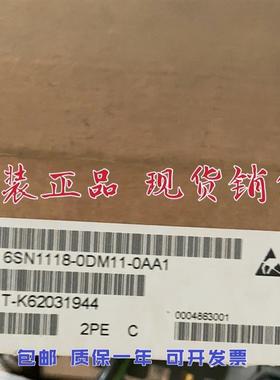 装正品 现货销售
6SN1118-0DM11-0AA1
T-K62031944
0004863001
2PE C
包邮 质保一年 可开发票